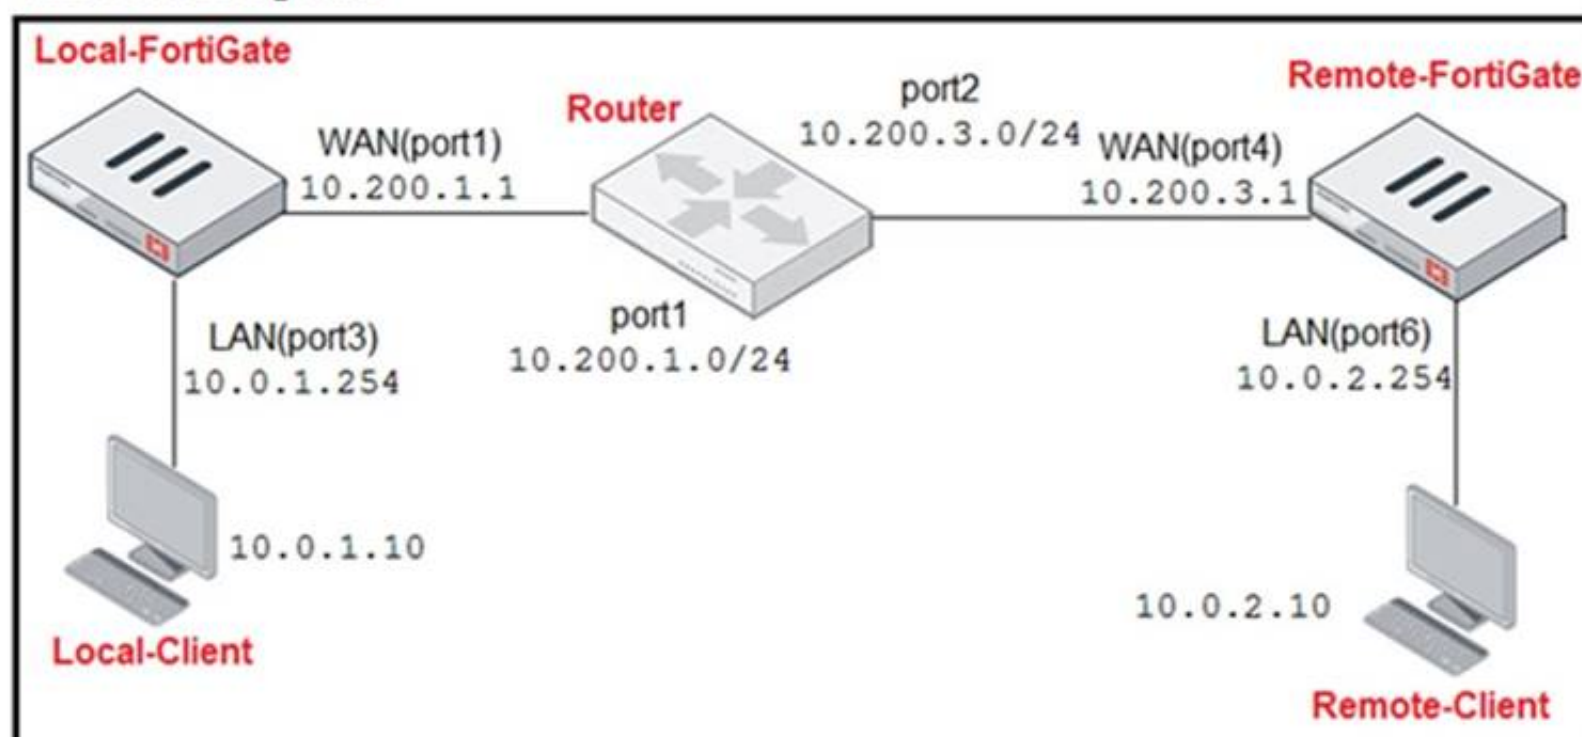 Local-FortiGate
WAN(port1)
10.200.1.1
Router
port2
10.200.3.0/24
Remote-FortiGate
WAN(port4)
10.200.3.1
LAN(port3)
10.0.1.254
port1
10.200.1.0/24
LAN(port6)
10.0.2.254
10.0.1.10
Local-Client
10.0.2.10
Remote-Client